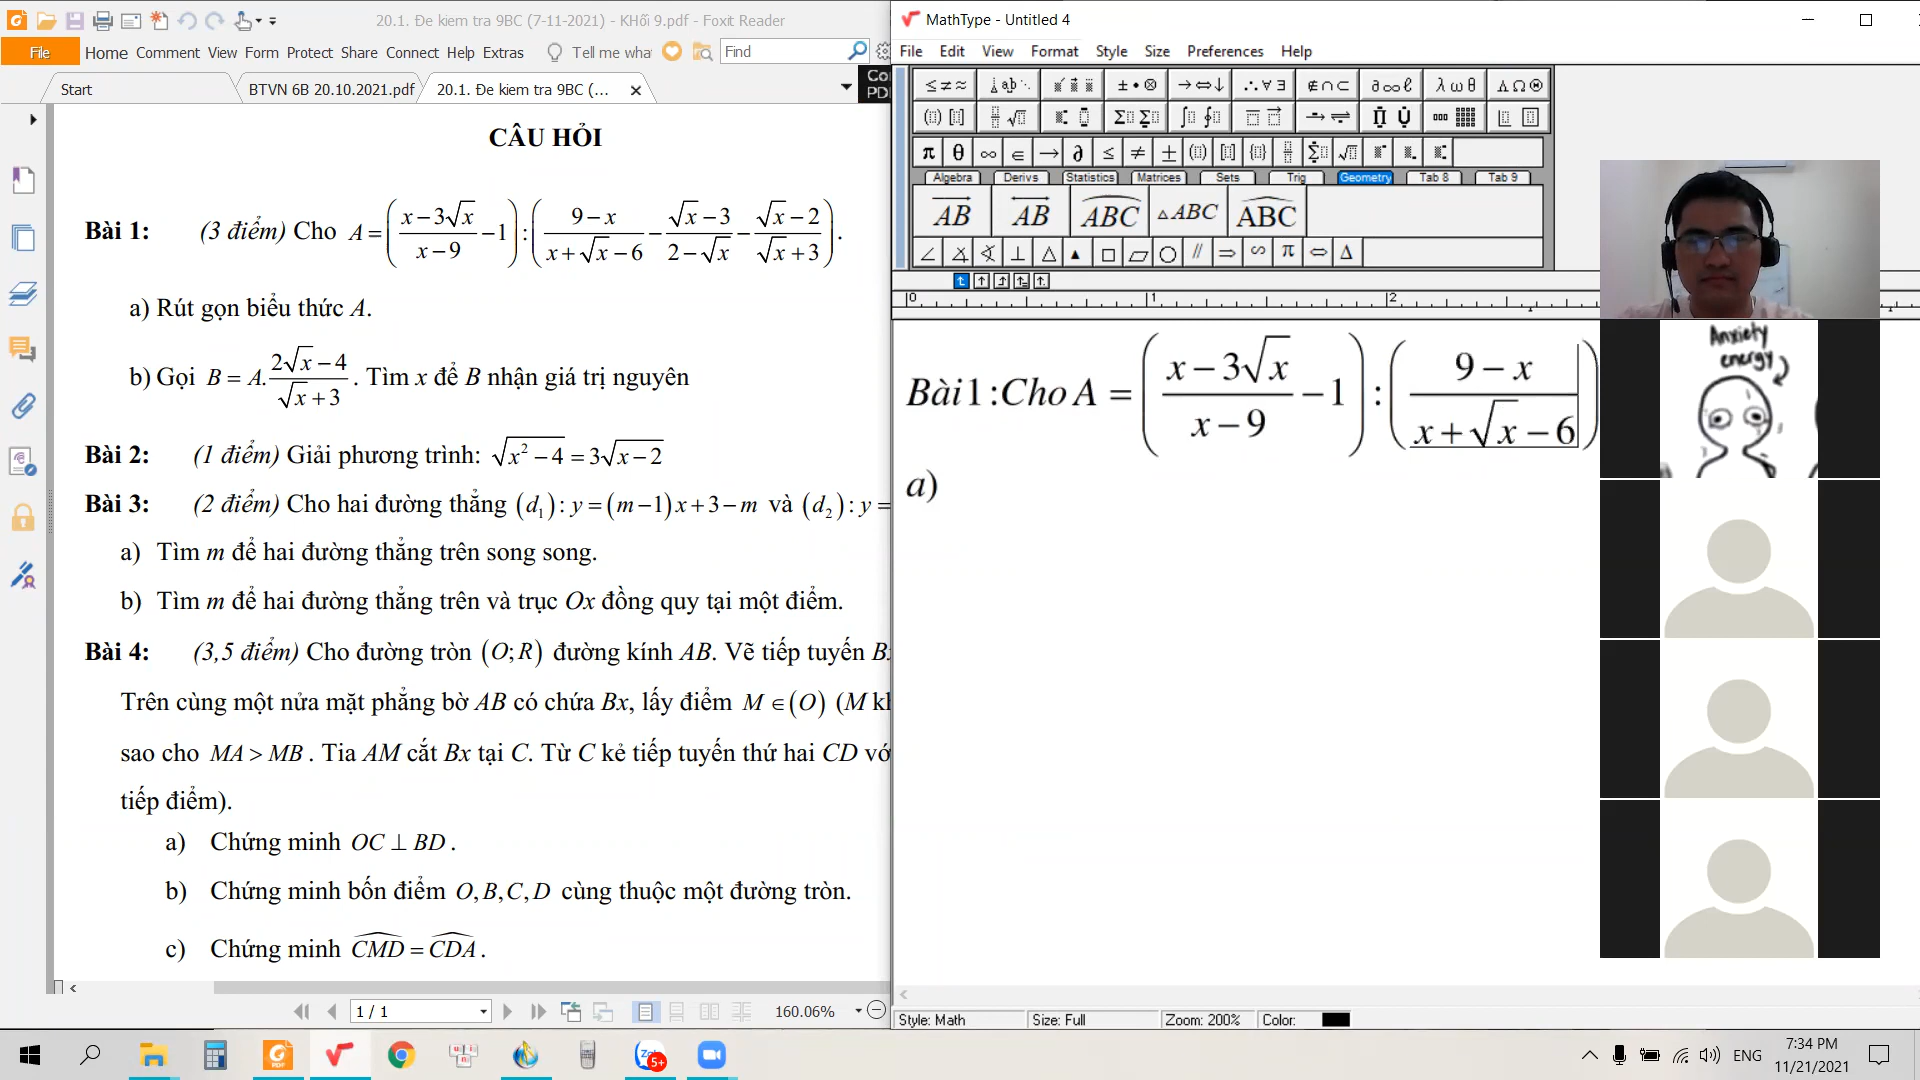 20.1. Đe kiem tra 9BC (7-11-2021) - KHối 9.pdf - Foxit Reader
File Home Comment View Form Protect Share Connect Help Extras Tell me wha Find
Start BTVN 6B 20.10.2021.pdf 20.1. Đe kiem tra 9BC (...
CÂU HỎI
Bài 1: (3 điểm) Cho A = ((x − 3√x)/(x − 9) − 1) : ((9 − x)/(x + √x − 6) − (√x − 3)/(2 − √x) − (√x − 2)/(√x + 3)).
a) Rút gọn biểu thức A.
b) Gọi B = A.(2√x − 4)/(√x + 3). Tìm x để B nhận giá trị nguyên
Bài 2: (1 điểm) Giải phương trình: √(x² − 4) = 3√(x − 2)
Bài 3: (2 điểm) Cho hai đường thẳng (d₁): y = (m − 1)x + 3 − m và (d₂): y =
a) Tìm m để hai đường thẳng trên song song.
b) Tìm m để hai đường thẳng trên và trục Ox đồng quy tại một điểm.
Bài 4: (3,5 điểm) Cho đường tròn (O; R) đường kính AB. Vẽ tiếp tuyến Bx
Trên cùng một nửa mặt phẳng bờ AB có chứa Bx, lấy điểm M ∈ (O) (M kh
sao cho MA > MB. Tia AM cắt Bx tại C. Từ C kẻ tiếp tuyến thứ hai CD vớ
tiếp điểm).
a) Chứng minh OC ⊥ BD.
b) Chứng minh bốn điểm O, B, C, D cùng thuộc một đường tròn.
c) Chứng minh CMD = CDA.
1 / 1 160.06%
MathType - Untitled 4
File Edit View Format Style Size Preferences Help
Algebra Derivs Statistics Matrices Sets Trig Geometry Tab 8 Tab 9
AB AB ABC △ABC ABC
0 1 2
Bài 1: Cho A = ((x − 3√x)/(x − 9) − 1) : ((9 − x)/(x + √x − 6))
a)
Anxiety
energy
Style: Math Size: Full Zoom: 200% Color:
5+
ENG
7:34 PM
11/21/2021